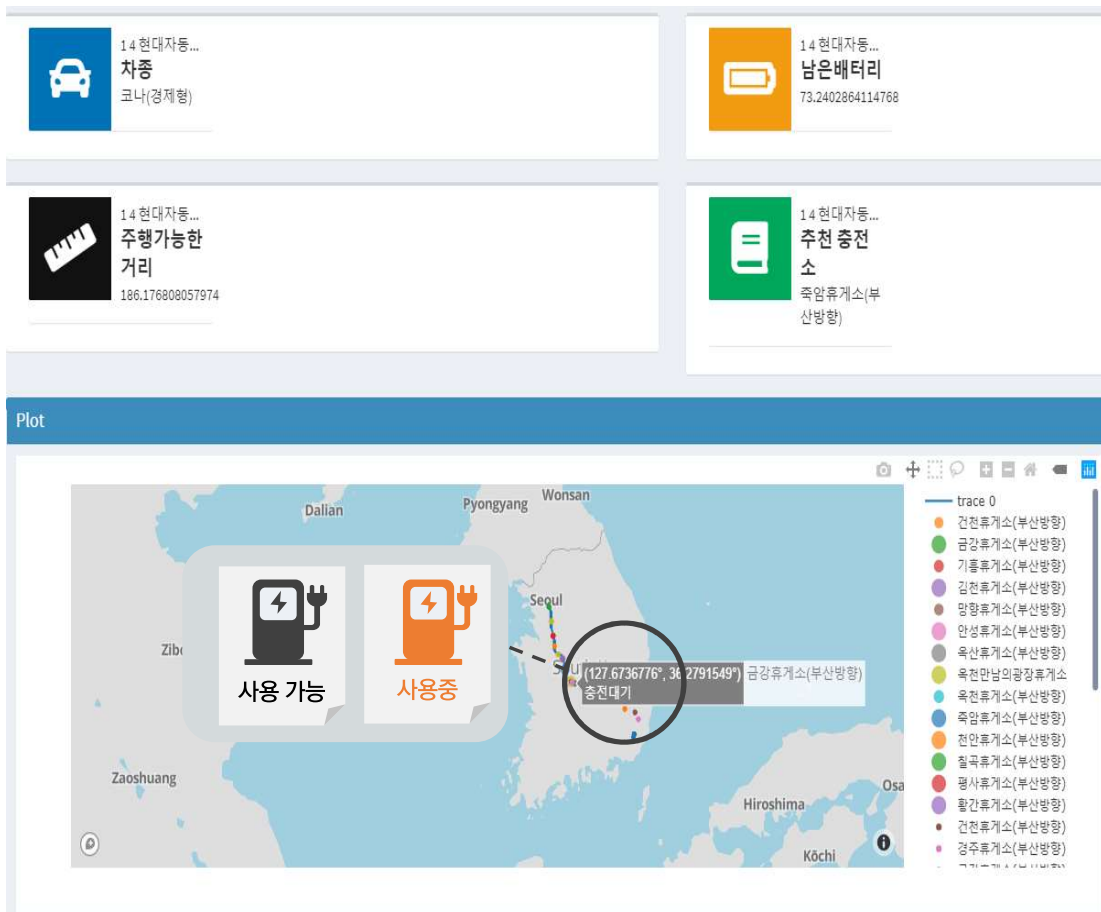 14현대자동...
차종
코나(경제형)
14현대자동...
남은배터리
73.2402864114768
14현대자동...
주행가능한
거리
186.176808057974
14현대자동...
추천 충전
소
죽암휴게소(부
산방향)
Plot
Dalian
Pyongyang
Wonsan
Seoul
Zaoshuang
Hiroshima
Kōchi
사용 가능
사용중
(127.6736776°, 36.2791549°)
충전대기
금강휴게소(부산방향)
trace 0
건천휴게소(부산방향)
금강휴게소(부산방향)
기흥휴게소(부산방향)
김천휴게소(부산방향)
망향휴게소(부산방향)
안성휴게소(부산방향)
옥산휴게소(부산방향)
옥천만남의광장휴게소
옥천휴게소(부산방향)
죽암휴게소(부산방향)
천안휴게소(부산방향)
칠곡휴게소(부산방향)
평사휴게소(부산방향)
황간휴게소(부산방향)
건천휴게소(부산방향)
경주휴게소(부산방향)